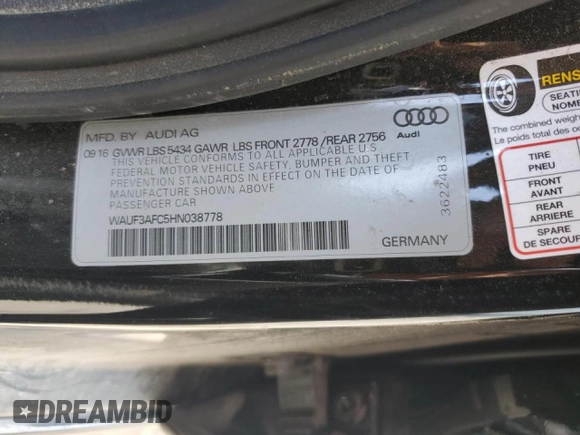 MFD. BY AUDI AG
Audi
09 16 GVWR LBS 5434 GAWR LBS FRONT 2778 /REAR 2756
THIS VEHICLE CONFORMS TO ALL APPLICABLE U.S.
FEDERAL MOTOR VEHICLE SAFETY, BUMPER AND THEFT
PREVENTION STANDARDS IN EFFECT ON THE DATE OF
MANUFACTURE SHOWN ABOVE
PASSENGER CAR
WAUF3AFC5HN038778
GERMANY
3622483
RENS
SEATIN
NOME
The combined weight
Le poids total des o
TIRE
PNEU
FRONT
AVANT
REAR
ARRIERE
SPARE
DE SECOUR
DREAMBID